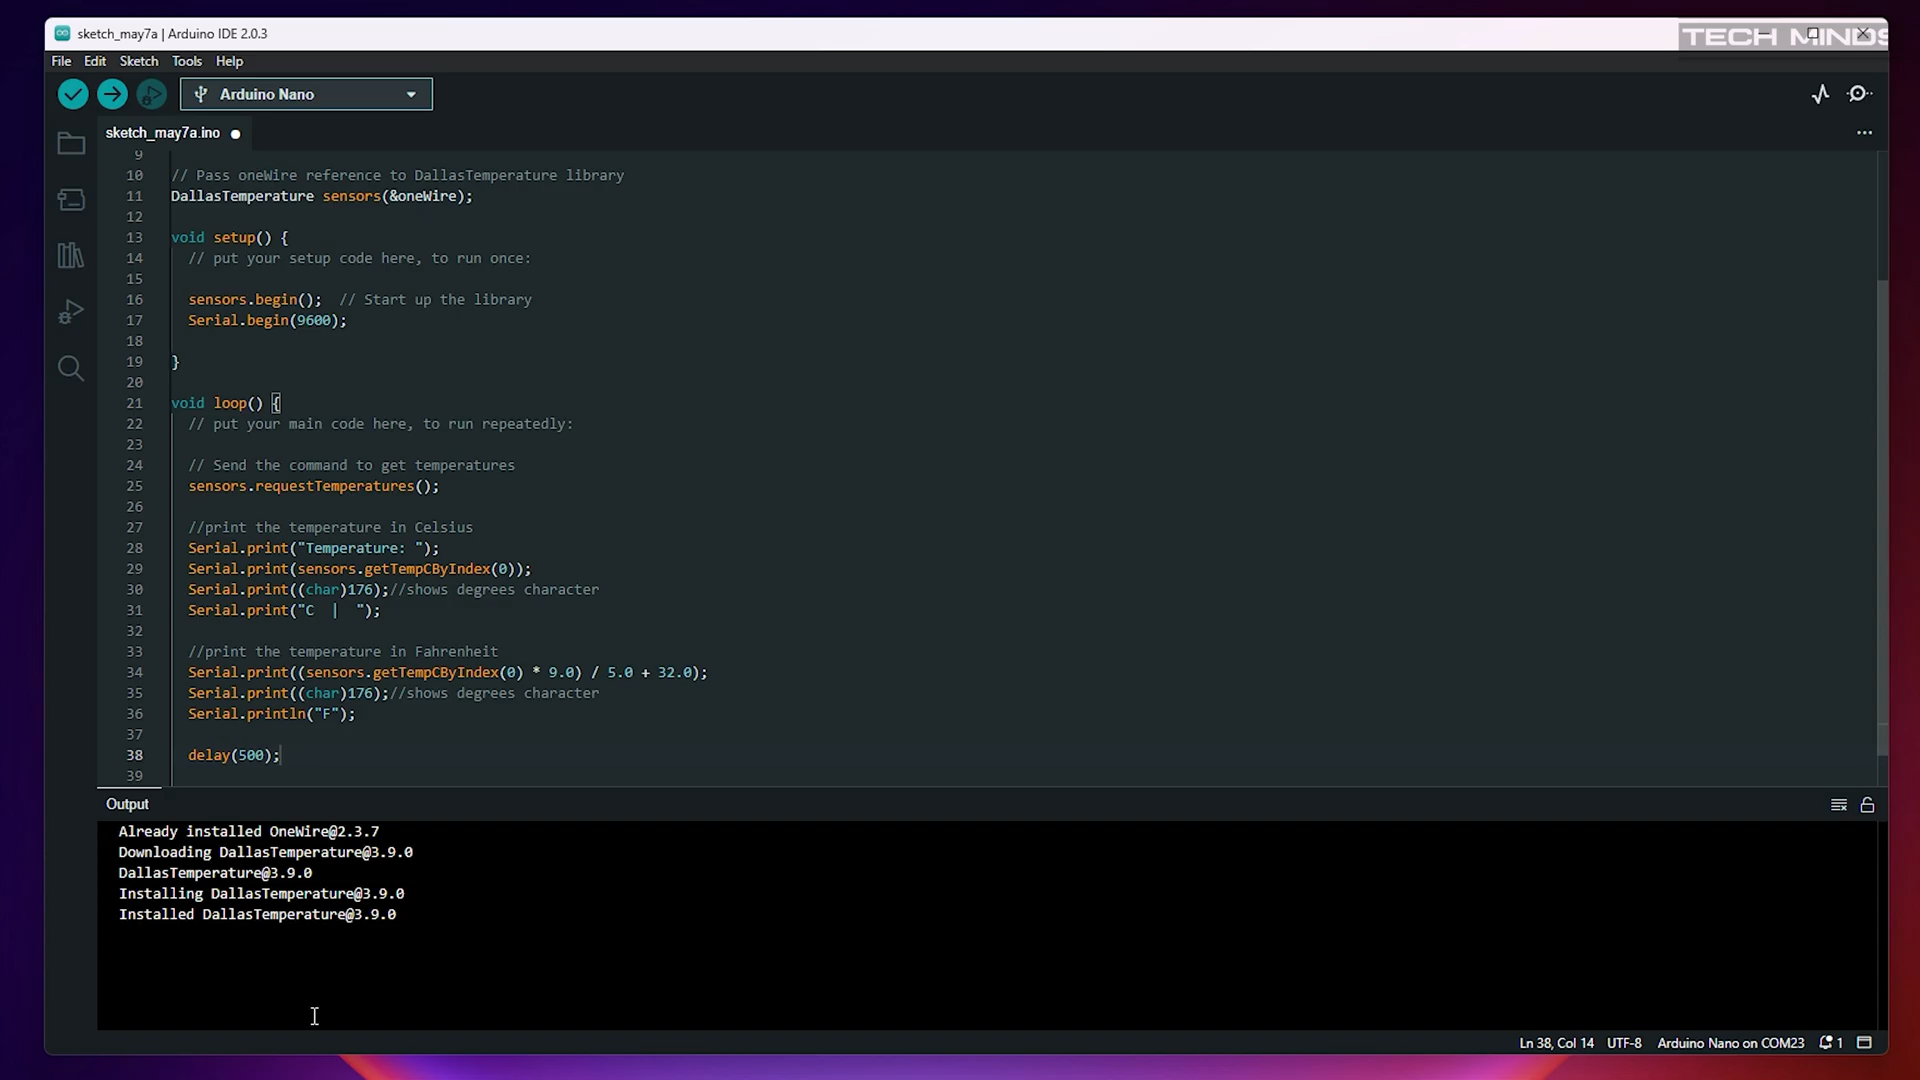 sketch_may7a | Arduino IDE 2.0.3
TECH MINDS
File Edit Sketch Tools Help
Arduino Nano
sketch_may7a.ino
9
10 // Pass oneWire reference to DallasTemperature library
11 DallasTemperature sensors(&oneWire);
12
13 void setup() {
14 // put your setup code here, to run once:
15
16 sensors.begin(); // Start up the library
17 Serial.begin(9600);
18
19 }
20
21 void loop() {
22 // put your main code here, to run repeatedly:
23
24 // Send the command to get temperatures
25 sensors.requestTemperatures();
26
27 //print the temperature in Celsius
28 Serial.print("Temperature: ");
29 Serial.print(sensors.getTempCByIndex(0));
30 Serial.print((char)176);//shows degrees character
31 Serial.print("C  |  ");
32
33 //print the temperature in Fahrenheit
34 Serial.print((sensors.getTempCByIndex(0) * 9.0) / 5.0 + 32.0);
35 Serial.print((char)176);//shows degrees character
36 Serial.println("F");
37
38 delay(500);
39
Output
Already installed OneWire@2.3.7
Downloading DallasTemperature@3.9.0
DallasTemperature@3.9.0
Installing DallasTemperature@3.9.0
Installed DallasTemperature@3.9.0
Ln 38, Col 14 UTF-8 Arduino Nano on COM23 1